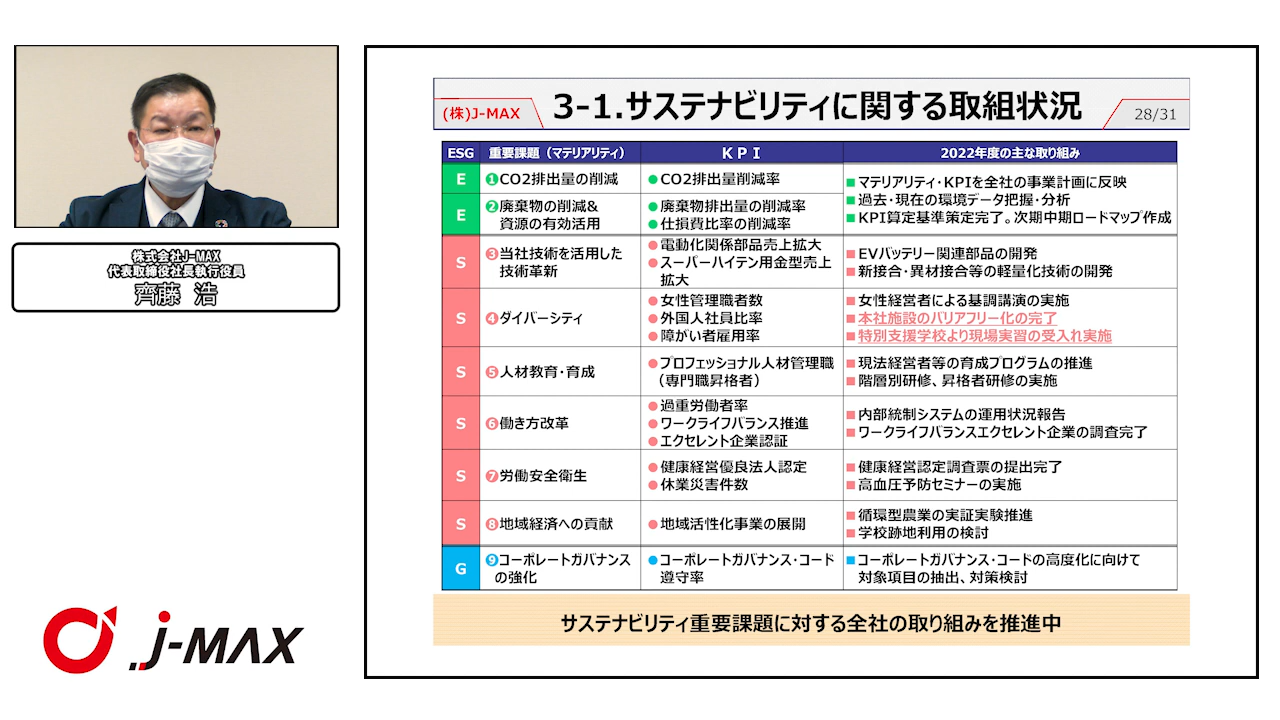 株式会社J-MAX
代表取締役社長執行役員
齊藤 浩
J-MAX
(株)J-MAX
3-1.サステナビリティに関する取組状況
28/31
ESG 重要課題（マテリアリティ） KPI 2022年度の主な取り組み
E
❶CO2排出量の削減
●CO2排出量削減率
■マテリアリティ・KPIを全社の事業計画に反映
■過去・現在の環境データ把握・分析
■KPI算定基準策定完了。次期中期ロードマップ作成
E
❷廃棄物の削減&
資源の有効活用
●廃棄物排出量の削減率
●仕損費比率の削減率
S
❸当社技術を活用した
技術革新
●電動化関係部品売上拡大
●スーパーハイテン用金型売上
拡大
■EVバッテリー関連部品の開発
■新接合・異材接合等の軽量化技術の開発
S
❹ダイバーシティ
●女性管理職者数
●外国人社員比率
●障がい者雇用率
■女性経営者による基調講演の実施
■本社施設のバリアフリー化の完了
■特別支援学校より現場実習の受入れ実施
S
❺人材教育・育成
●プロフェッショナル人材管理職
（専門職昇格者）
■現法経営者等の育成プログラムの推進
■階層別研修、昇格者研修の実施
S
❻働き方改革
●過重労働者率
●ワークライフバランス推進
●エクセレント企業認証
■内部統制システムの運用状況報告
■ワークライフバランスエクセレント企業の調査完了
S
❼労働安全衛生
●健康経営優良法人認定
●休業災害件数
■健康経営認定調査票の提出完了
■高血圧予防セミナーの実施
S
❽地域経済への貢献
●地域活性化事業の展開
■循環型農業の実証実験推進
■学校跡地利用の検討
G
❾コーポレートガバナンス
の強化
●コーポレートガバナンス・コード
遵守率
■コーポレートガバナンス・コードの高度化に向けて
対象項目の抽出、対策検討
サステナビリティ重要課題に対する全社の取り組みを推進中